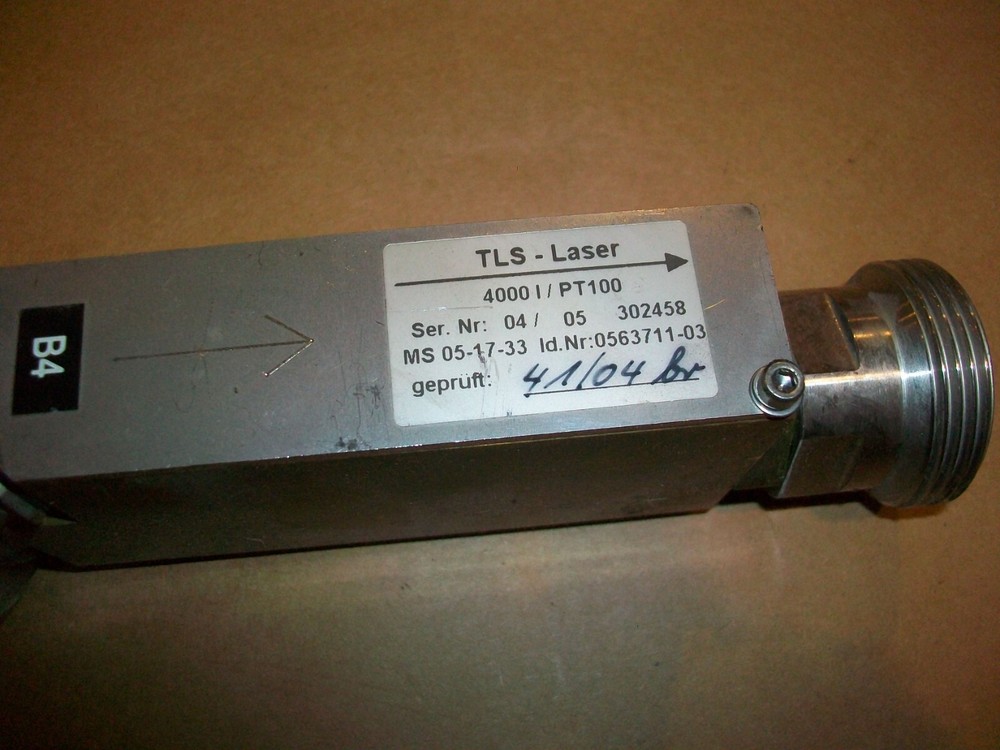 B4
TLS - Laser
4000 l / PT100
Ser. Nr: 04 / 05 302458
MS 05-17-33 Id.Nr:0563711-03
geprüft: 41/04 Br